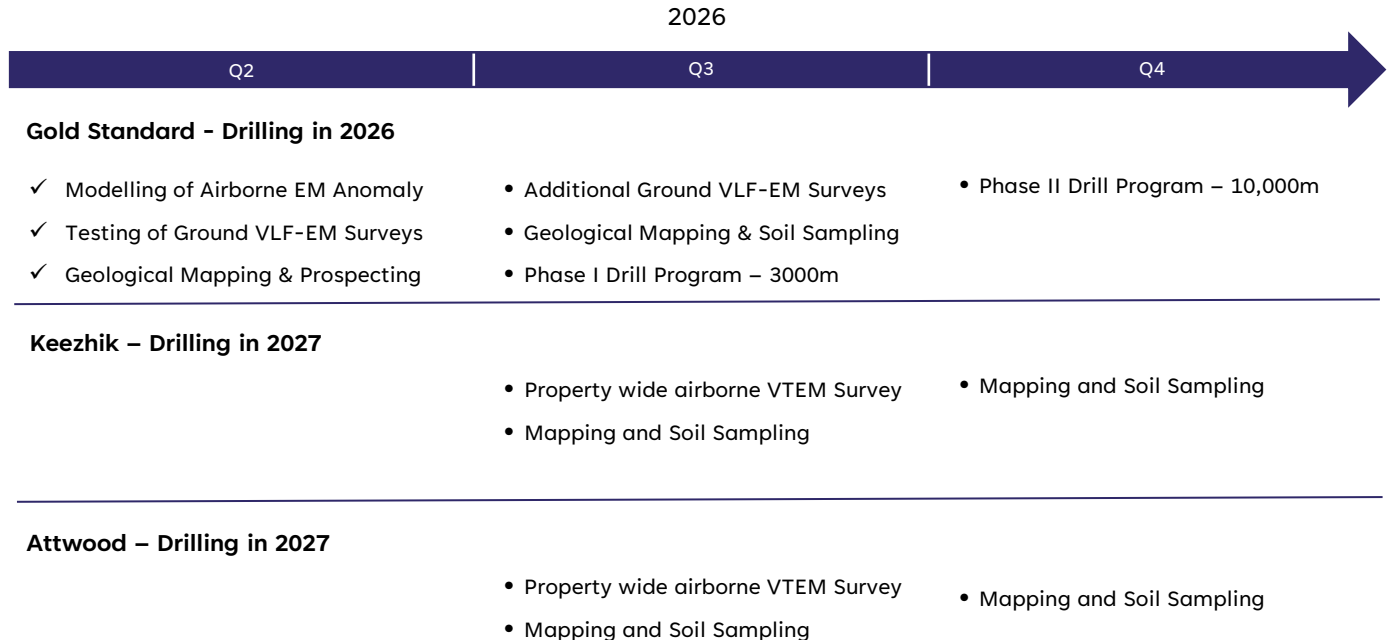 2026
Q2 Q3 Q4
Gold Standard - Drilling in 2026
✓ Modelling of Airborne EM Anomaly
✓ Testing of Ground VLF-EM Surveys
✓ Geological Mapping & Prospecting
• Additional Ground VLF-EM Surveys
• Geological Mapping & Soil Sampling
• Phase I Drill Program – 3000m
• Phase II Drill Program – 10,000m
Keezhik – Drilling in 2027
• Property wide airborne VTEM Survey
• Mapping and Soil Sampling
• Mapping and Soil Sampling
Attwood – Drilling in 2027
• Property wide airborne VTEM Survey
• Mapping and Soil Sampling
• Mapping and Soil Sampling